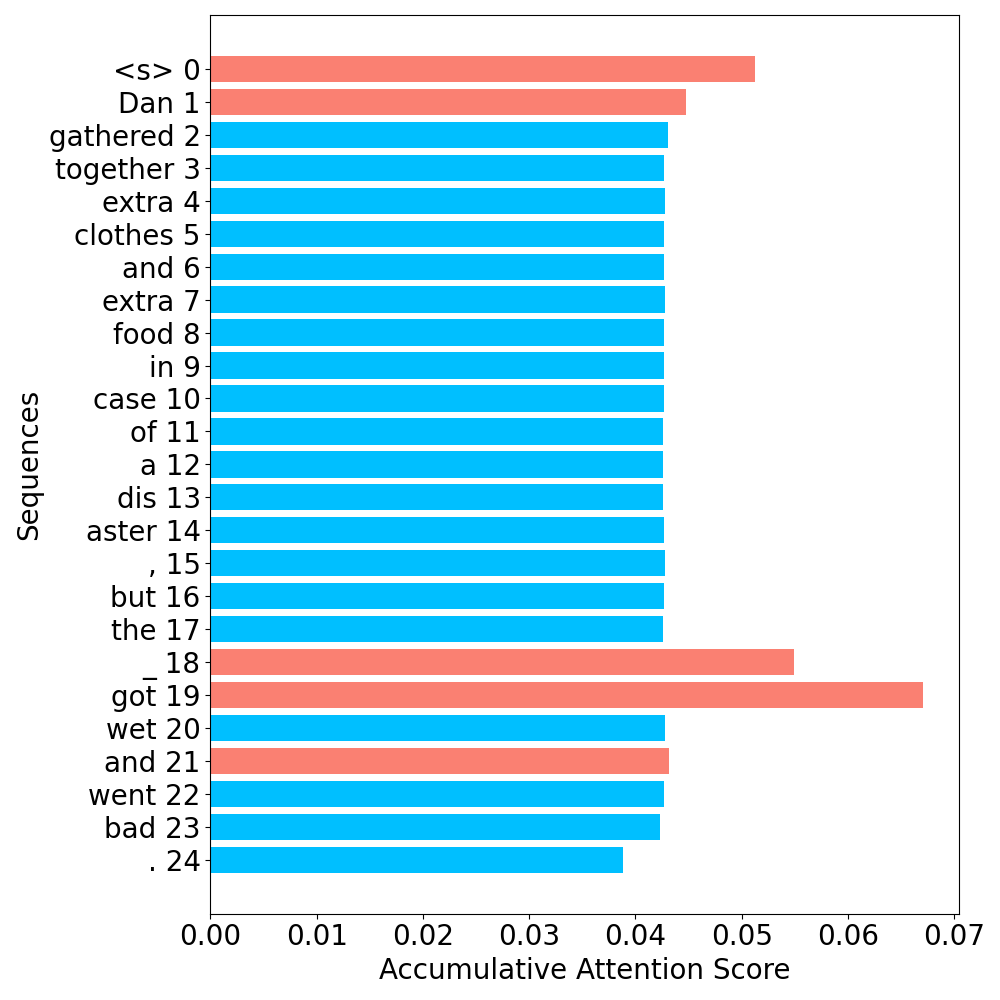 <s> 0
Dan 1
gathered 2
together 3
extra 4
clothes 5
and 6
extra 7
food 8
in 9
case 10
of 11
a 12
dis 13
aster 14
, 15
but 16
the 17
_ 18
got 19
wet 20
and 21
went 22
bad 23
. 24
Sequences
0.00 0.01 0.02 0.03 0.04 0.05 0.06 0.07
Accumulative Attention Score